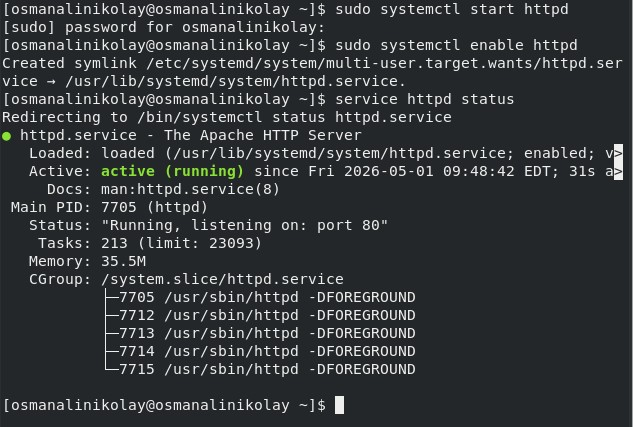 [osmanalinikolay@osmanalinikolay ~]$ sudo systemctl start httpd
[sudo] password for osmanalinikolay:
[osmanalinikolay@osmanalinikolay ~]$ sudo systemctl enable httpd
Created symlink /etc/systemd/system/multi-user.target.wants/httpd.ser
vice → /usr/lib/systemd/system/httpd.service.
[osmanalinikolay@osmanalinikolay ~]$ service httpd status
Redirecting to /bin/systemctl status httpd.service
● httpd.service - The Apache HTTP Server
   Loaded: loaded (/usr/lib/systemd/system/httpd.service; enabled; v>
   Active: active (running) since Fri 2026-05-01 09:48:42 EDT; 31s a>
     Docs: man:httpd.service(8)
 Main PID: 7705 (httpd)
   Status: "Running, listening on: port 80"
    Tasks: 213 (limit: 23093)
   Memory: 35.5M
   CGroup: /system.slice/httpd.service
           ├─7705 /usr/sbin/httpd -DFOREGROUND
           ├─7712 /usr/sbin/httpd -DFOREGROUND
           ├─7713 /usr/sbin/httpd -DFOREGROUND
           ├─7714 /usr/sbin/httpd -DFOREGROUND
           └─7715 /usr/sbin/httpd -DFOREGROUND
[osmanalinikolay@osmanalinikolay ~]$